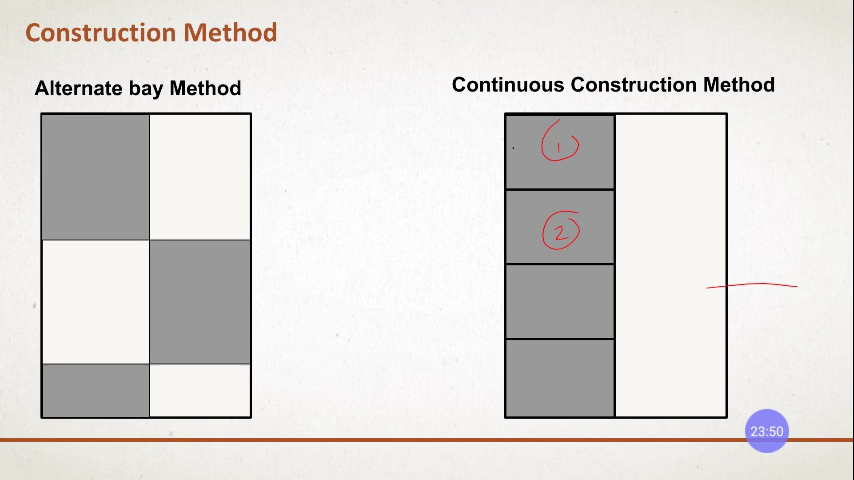 Construction Method
Alternate bay Method
Continuous Construction Method
1
2
23:50